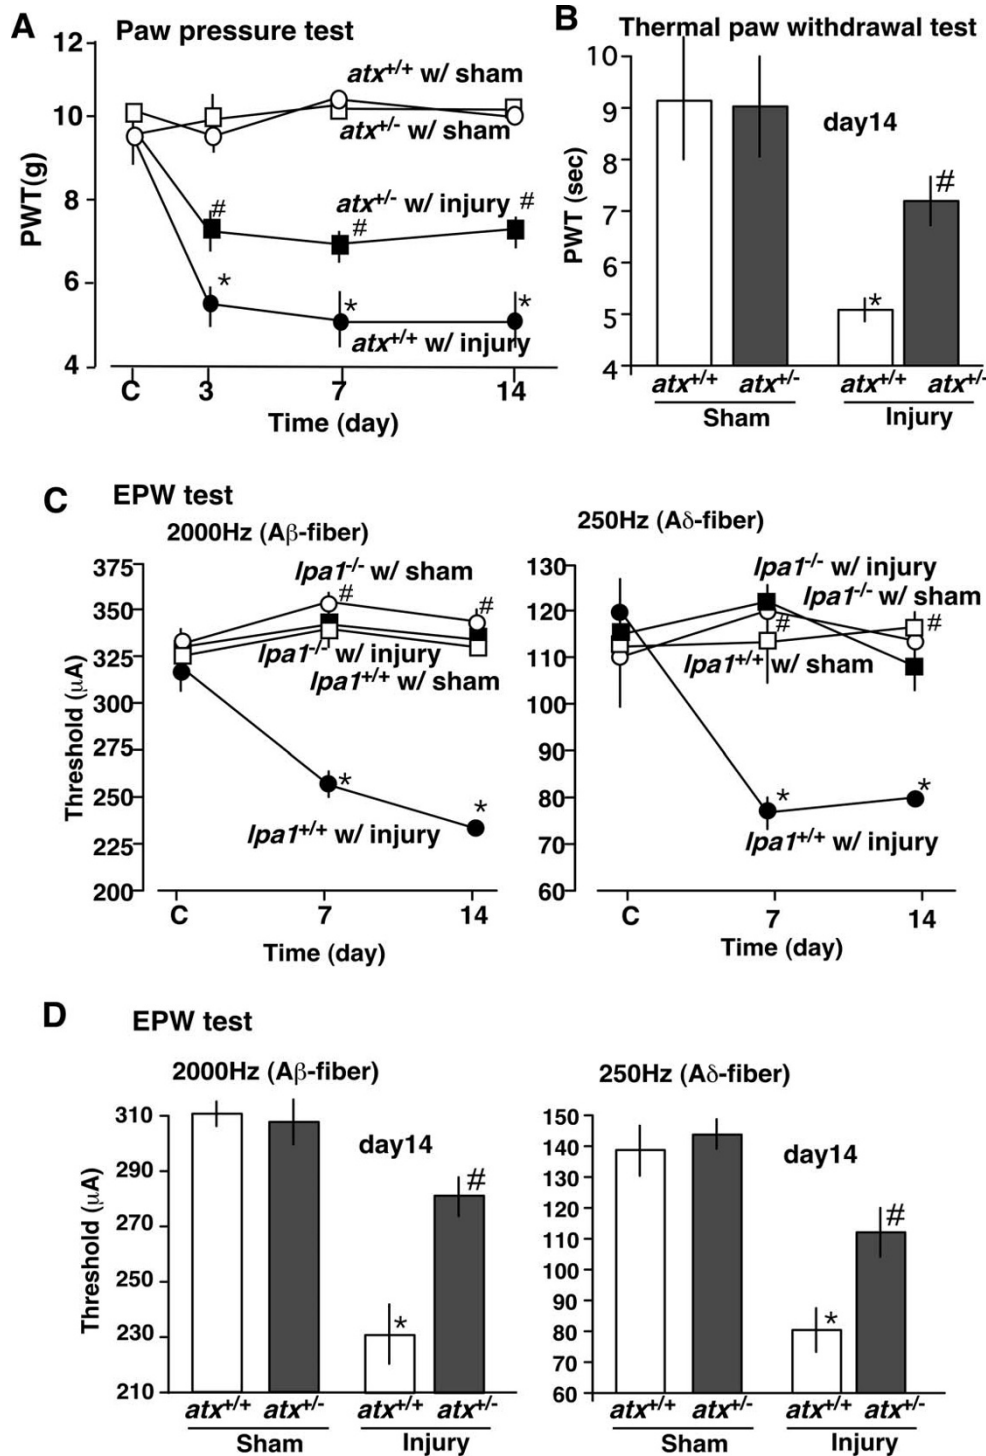 A Paw pressure test
12
10
8
6
4
PWT(g)
atx+/+ w/ sham
atx+/- w/ sham
atx+/- w/ injury
# # #
* * *
atx+/+ w/ injury
C 3 7 14
Time (day)
B Thermal paw withdrawal test
10
9
8
7
6
5
4
PWT (sec)
day14
#
*
atx+/+ atx+/- atx+/+ atx+/-
Sham Injury
C EPW test
2000Hz (Aβ-fiber)
375
350
325
300
275
250
225
200
Threshold (μA)
lpa1-/- w/ sham
# #
lpa1-/- w/ injury
lpa1+/+ w/ sham
* *
lpa1+/+ w/ injury
C 7 14
Time (day)
250Hz (Aδ-fiber)
130
120
110
100
90
80
70
60
lpa1-/- w/ injury
lpa1-/- w/ sham
# #
lpa1+/+ w/ sham
* *
lpa1+/+ w/ injury
C 7 14
Time (day)
D EPW test
2000Hz (Aβ-fiber)
310
290
270
250
230
210
Threshold (μA)
day14
#
*
atx+/+ atx+/- atx+/+ atx+/-
Sham Injury
250Hz (Aδ-fiber)
150
140
130
120
110
100
90
80
70
60
day14
#
*
atx+/+ atx+/- atx+/+ atx+/-
Sham Injury